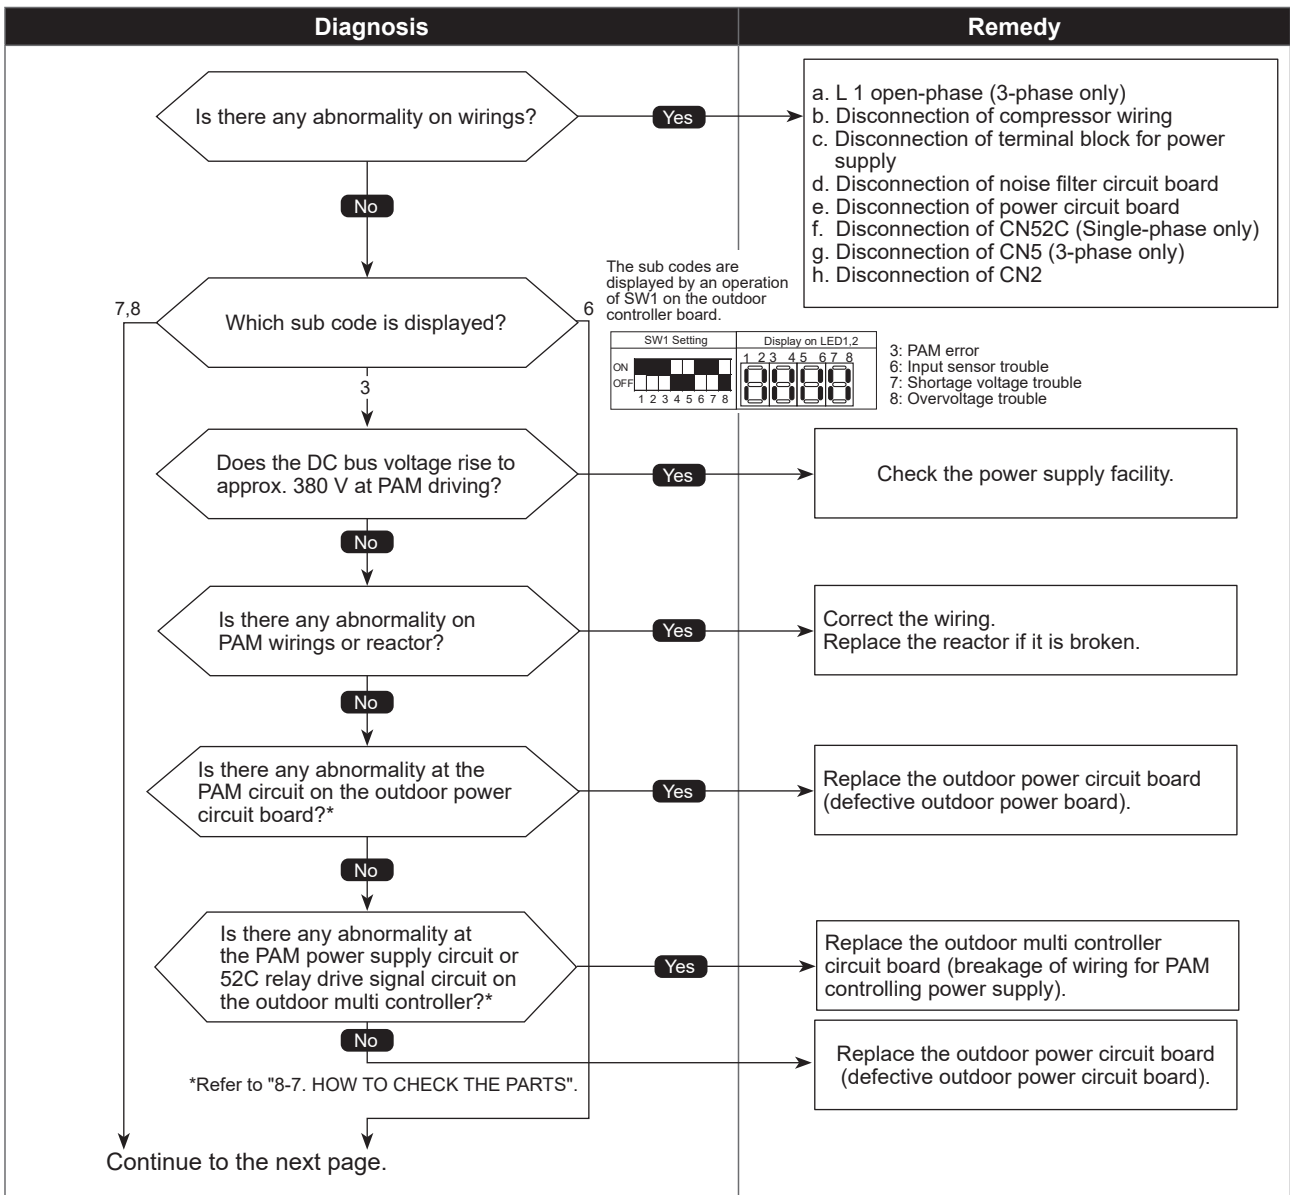 Diagnosis
Remedy
Is there any abnormality on wirings?
Yes
a. L 1 open-phase (3-phase only)
b. Disconnection of compressor wiring
c. Disconnection of terminal block for power
supply
d. Disconnection of noise filter circuit board
e. Disconnection of power circuit board
f. Disconnection of CN52C (Single-phase only)
g. Disconnection of CN5 (3-phase only)
h. Disconnection of CN2
No
The sub codes are
displayed by an operation
of SW1 on the outdoor
controller board.
7,8
Which sub code is displayed?
6
SW1 Setting
Display on LED1,2
ON
OFF
1 2 3 4 5 6 7 8
1 2 3 4 5 6 7 8
3: PAM error
6: Input sensor trouble
7: Shortage voltage trouble
8: Overvoltage trouble
3
Does the DC bus voltage rise to
approx. 380 V at PAM driving?
Yes
Check the power supply facility.
No
Is there any abnormality on
PAM wirings or reactor?
Yes
Correct the wiring.
Replace the reactor if it is broken.
No
Is there any abnormality at the
PAM circuit on the outdoor power
circuit board?*
Yes
Replace the outdoor power circuit board
(defective outdoor power board).
No
Is there any abnormality at
the PAM power supply circuit or
52C relay drive signal circuit on
the outdoor multi controller?*
Yes
Replace the outdoor multi controller
circuit board (breakage of wiring for PAM
controlling power supply).
No
Replace the outdoor power circuit board
(defective outdoor power circuit board).
*Refer to "8-7. HOW TO CHECK THE PARTS".
Continue to the next page.